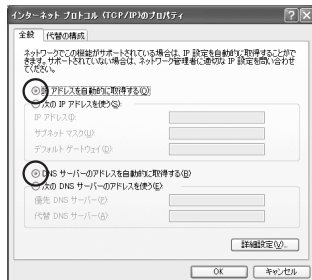 インターネット プロトコル (TCP/IP)のプロパティ
全般 代替の構成
ネットワークでこの機能がサポートされている場合は、IP 設定を自動的に取得することがで
きます。サポートされていない場合は、ネットワーク管理者に適切な IP 設定を問い合わせ
てください。
IP アドレスを自動的に取得する(O)
次の IP アドレスを使う(S):
IP アドレス(I):
サブネット マスク(U):
デフォルト ゲートウェイ(D):
DNS サーバーのアドレスを自動的に取得する(B)
次の DNS サーバーのアドレスを使う(E):
優先 DNS サーバー(P):
代替 DNS サーバー(A):
詳細設定(V)...
OK キャンセル